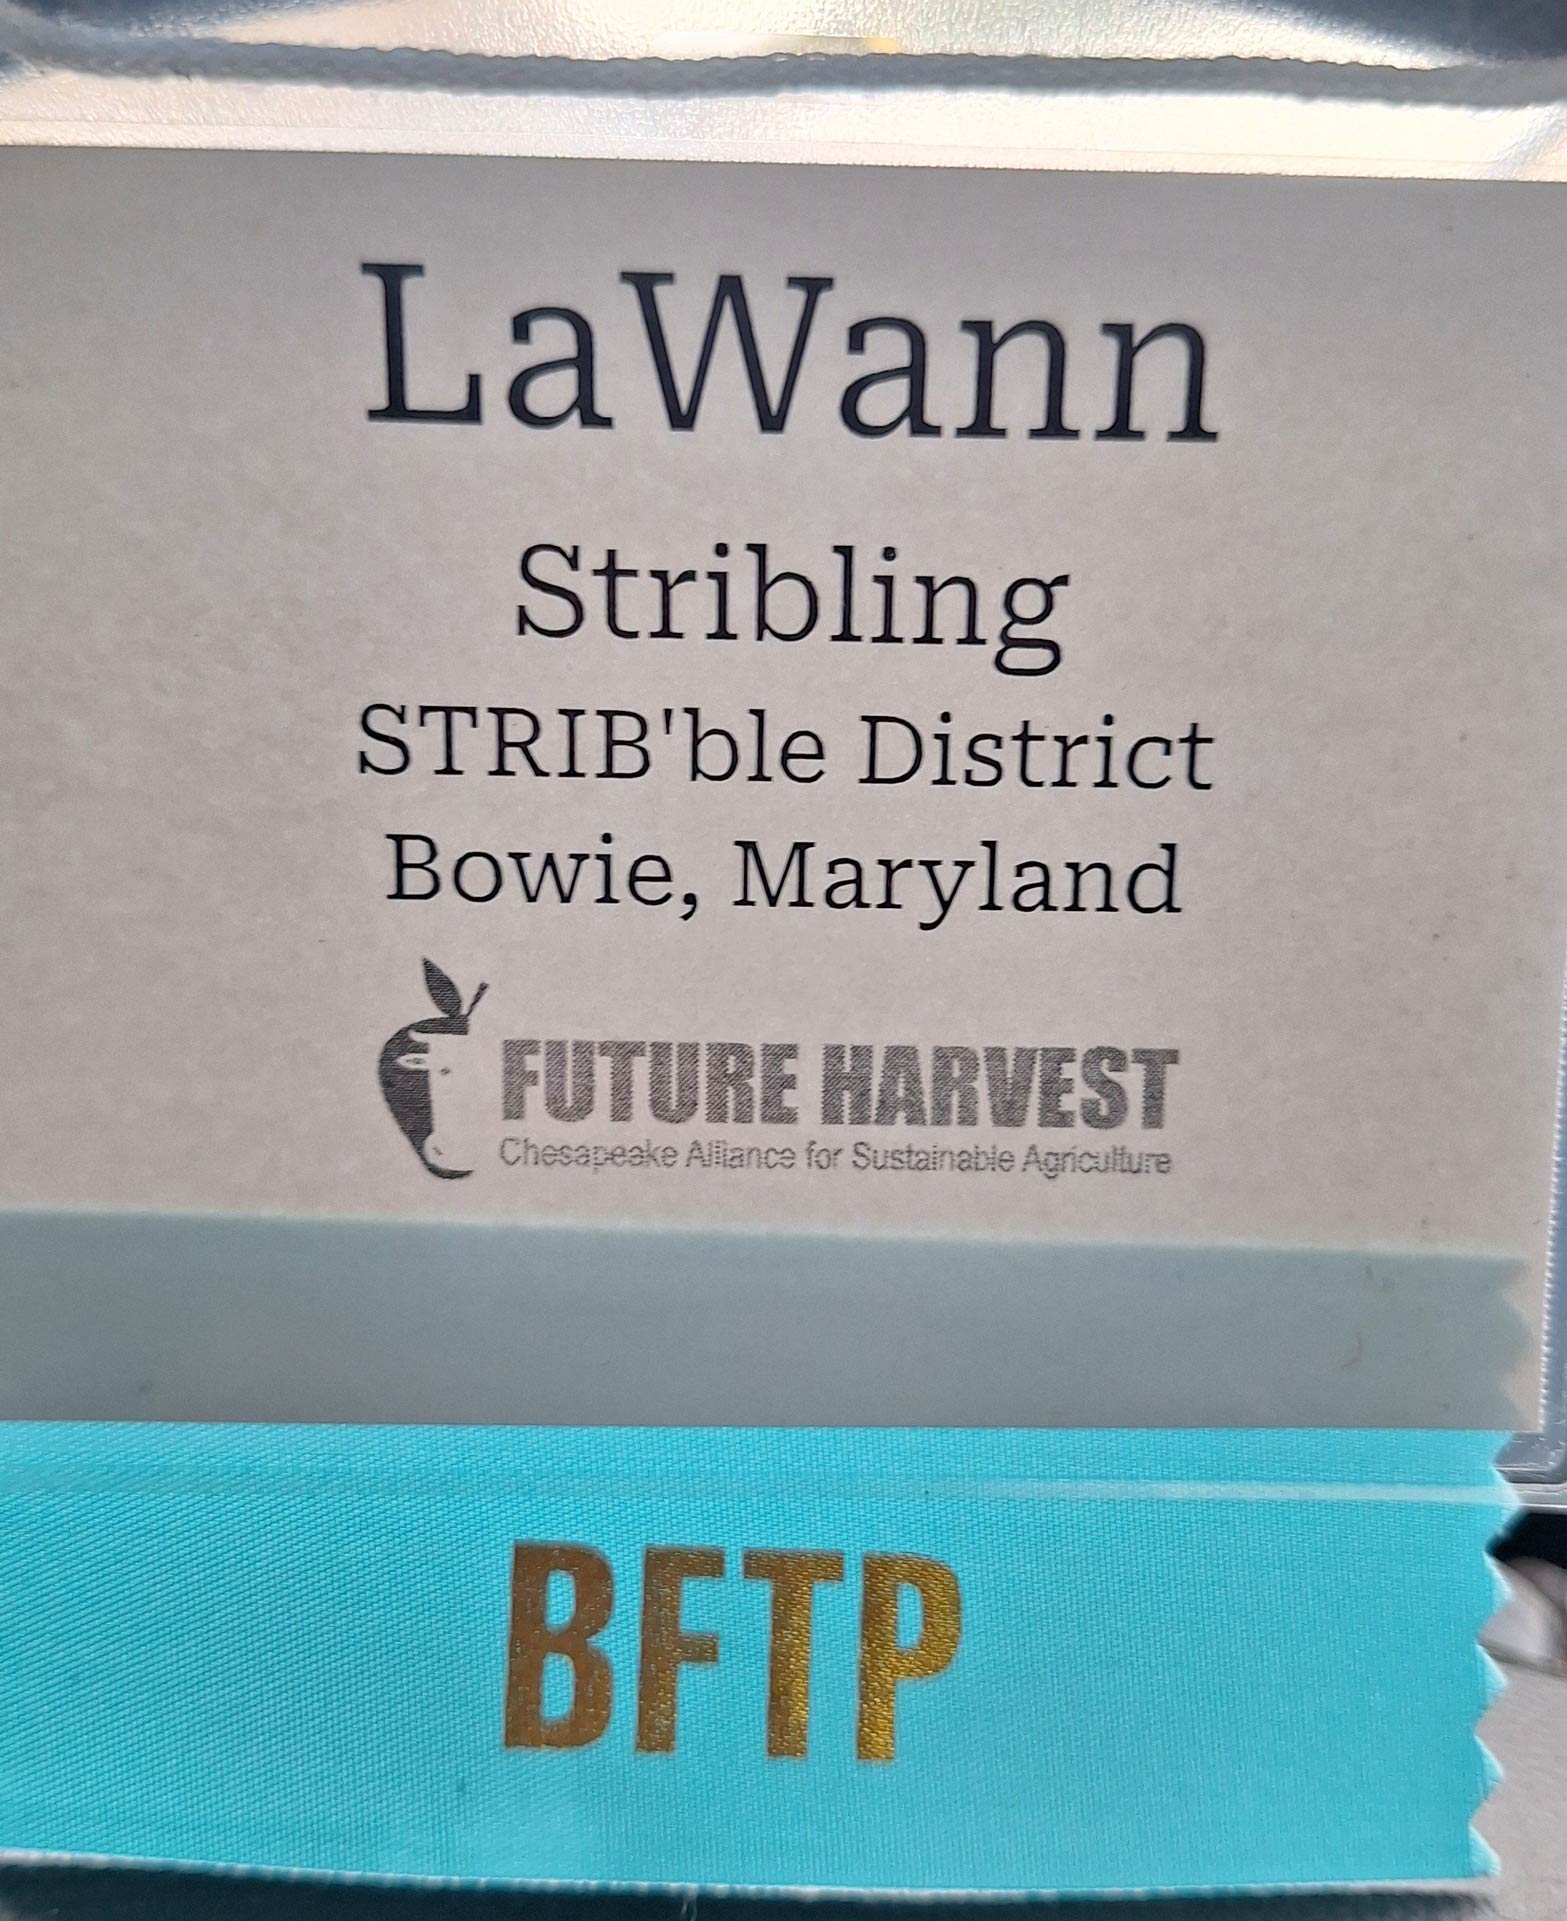 LaWann
Stribling
STRIB'ble District
Bowie, Maryland
FUTURE HARVEST
Chesapeake Alliance for Sustainable Agriculture
BFTP